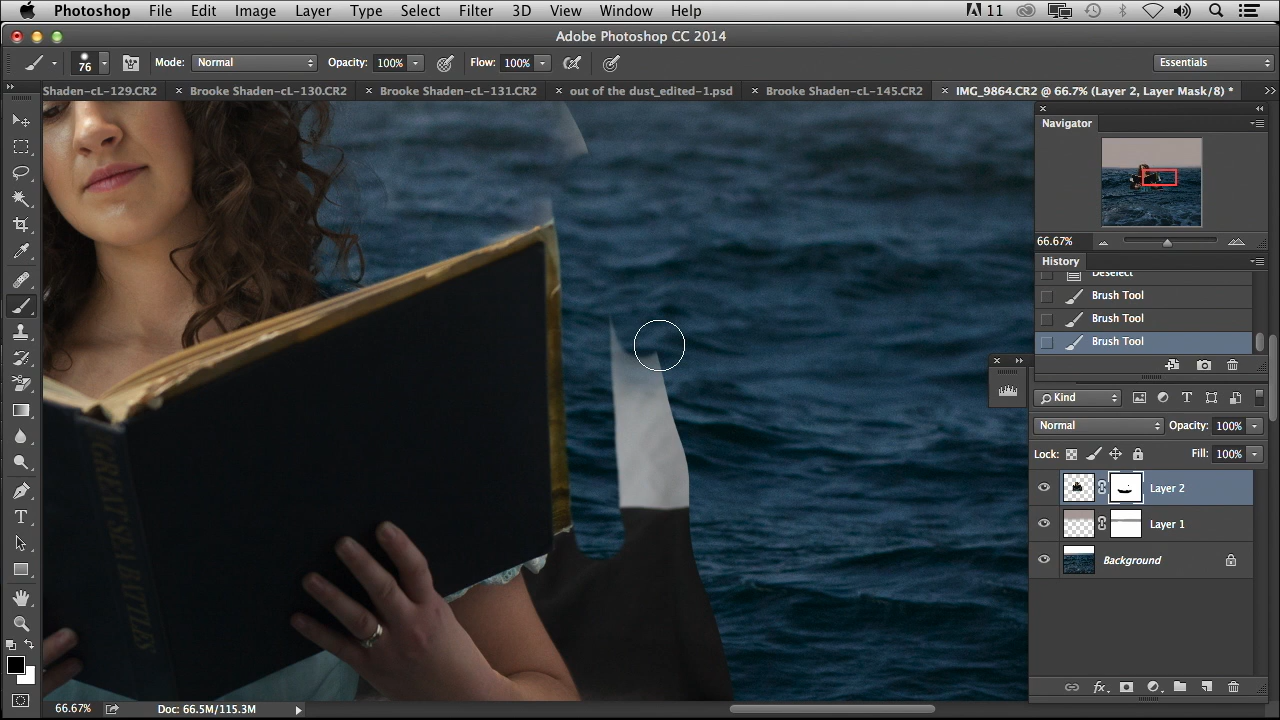 Photoshop File Edit Image Layer Type Select Filter 3D View Window Help 11
Adobe Photoshop CC 2014
76 Mode: Normal Opacity: 100% Flow: 100% Essentials
Shaden-cL-129.CR2 × Brooke Shaden-cL-130.CR2 × Brooke Shaden-cL-131.CR2 × out of the dust_edited-1.psd × Brooke Shaden-cL-145.CR2 × IMG_9864.CR2 @ 66.7% (Layer 2, Layer Mask/8) *
Navigator
66.67%
History
Deselect
Brush Tool
Brush Tool
Brush Tool
Kind
Normal Opacity: 100%
Lock: Fill: 100%
Layer 2
Layer 1
Background
GREAT SEA BATTLES
66.67% Doc: 66.5M/115.3M